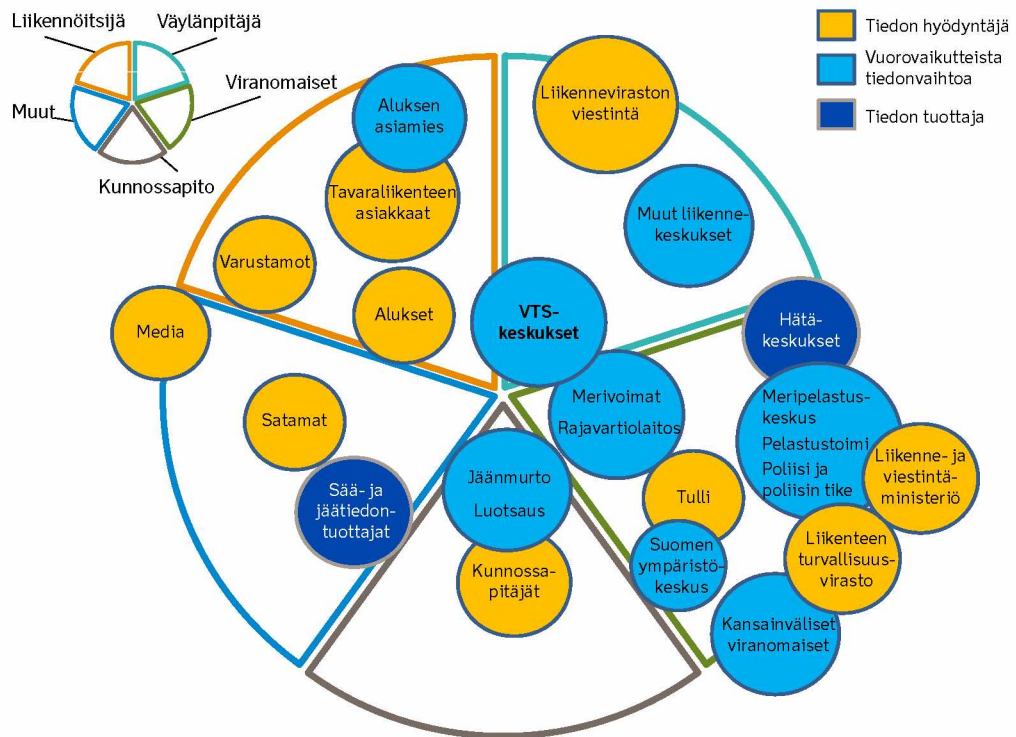 Liikennöitsijä
Väylänpitäjä
Viranomaiset
Muut
Kunnossapito
Tiedon hyödyntäjä
Vuorovaikutteista
tiedonvaihtoa
Tiedon tuottaja
Aluksen
asiamies
Tavaraliikenteen
asiakkaat
Varustamot
Alukset
Liikenneviraston
viestintä
Muut liikenne-
keskukset
VTS-
keskukset
Media
Satamat
Sää- ja
jäätiedon-
tuottajat
Jäänmurto
Luotsaus
Kunnossa-
pitäjät
Merivoimat
Rajavartiolaitos
Hätä-
keskukset
Meripelastus-
keskus
Pelastustoimi
Poliisi ja
poliisin tike
Liikenne- ja
viestintä-
ministeriö
Tulli
Suomen
ympäristö-
keskus
Liikenteen
turvallisuus-
virasto
Kansainväliset
viranomaiset